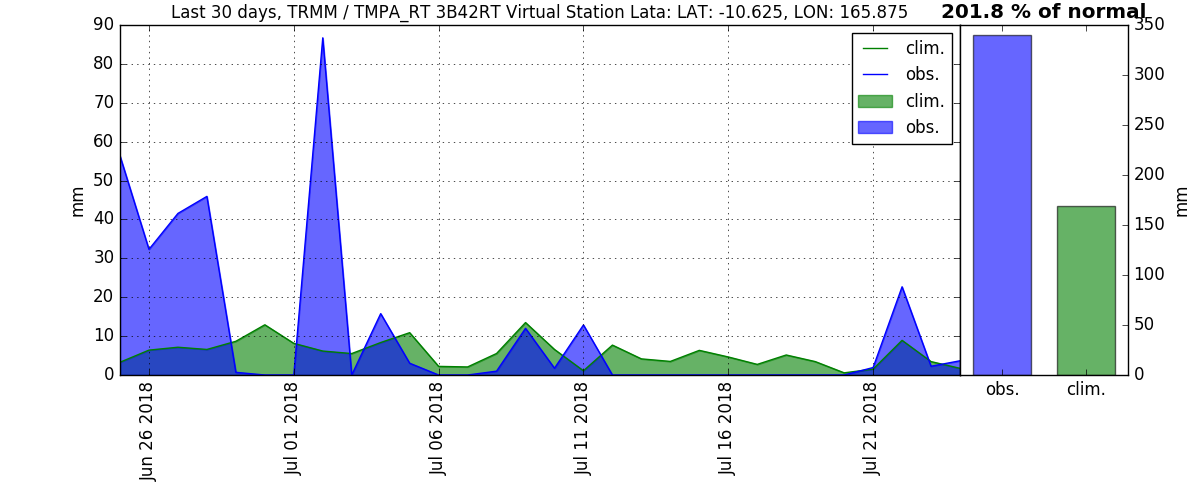 Last 30 days, TRMM / TMPA_RT 3B42RT Virtual Station Lata: LAT: -10.625, LON: 165.875
201.8 % of normal
90
80
70
60
50
40
30
20
10
0
mm
clim.
obs.
clim.
obs.
Jun 26 2018
Jul 01 2018
Jul 06 2018
Jul 11 2018
Jul 16 2018
Jul 21 2018
350
300
250
200
150
100
50
0
mm
obs.
clim.